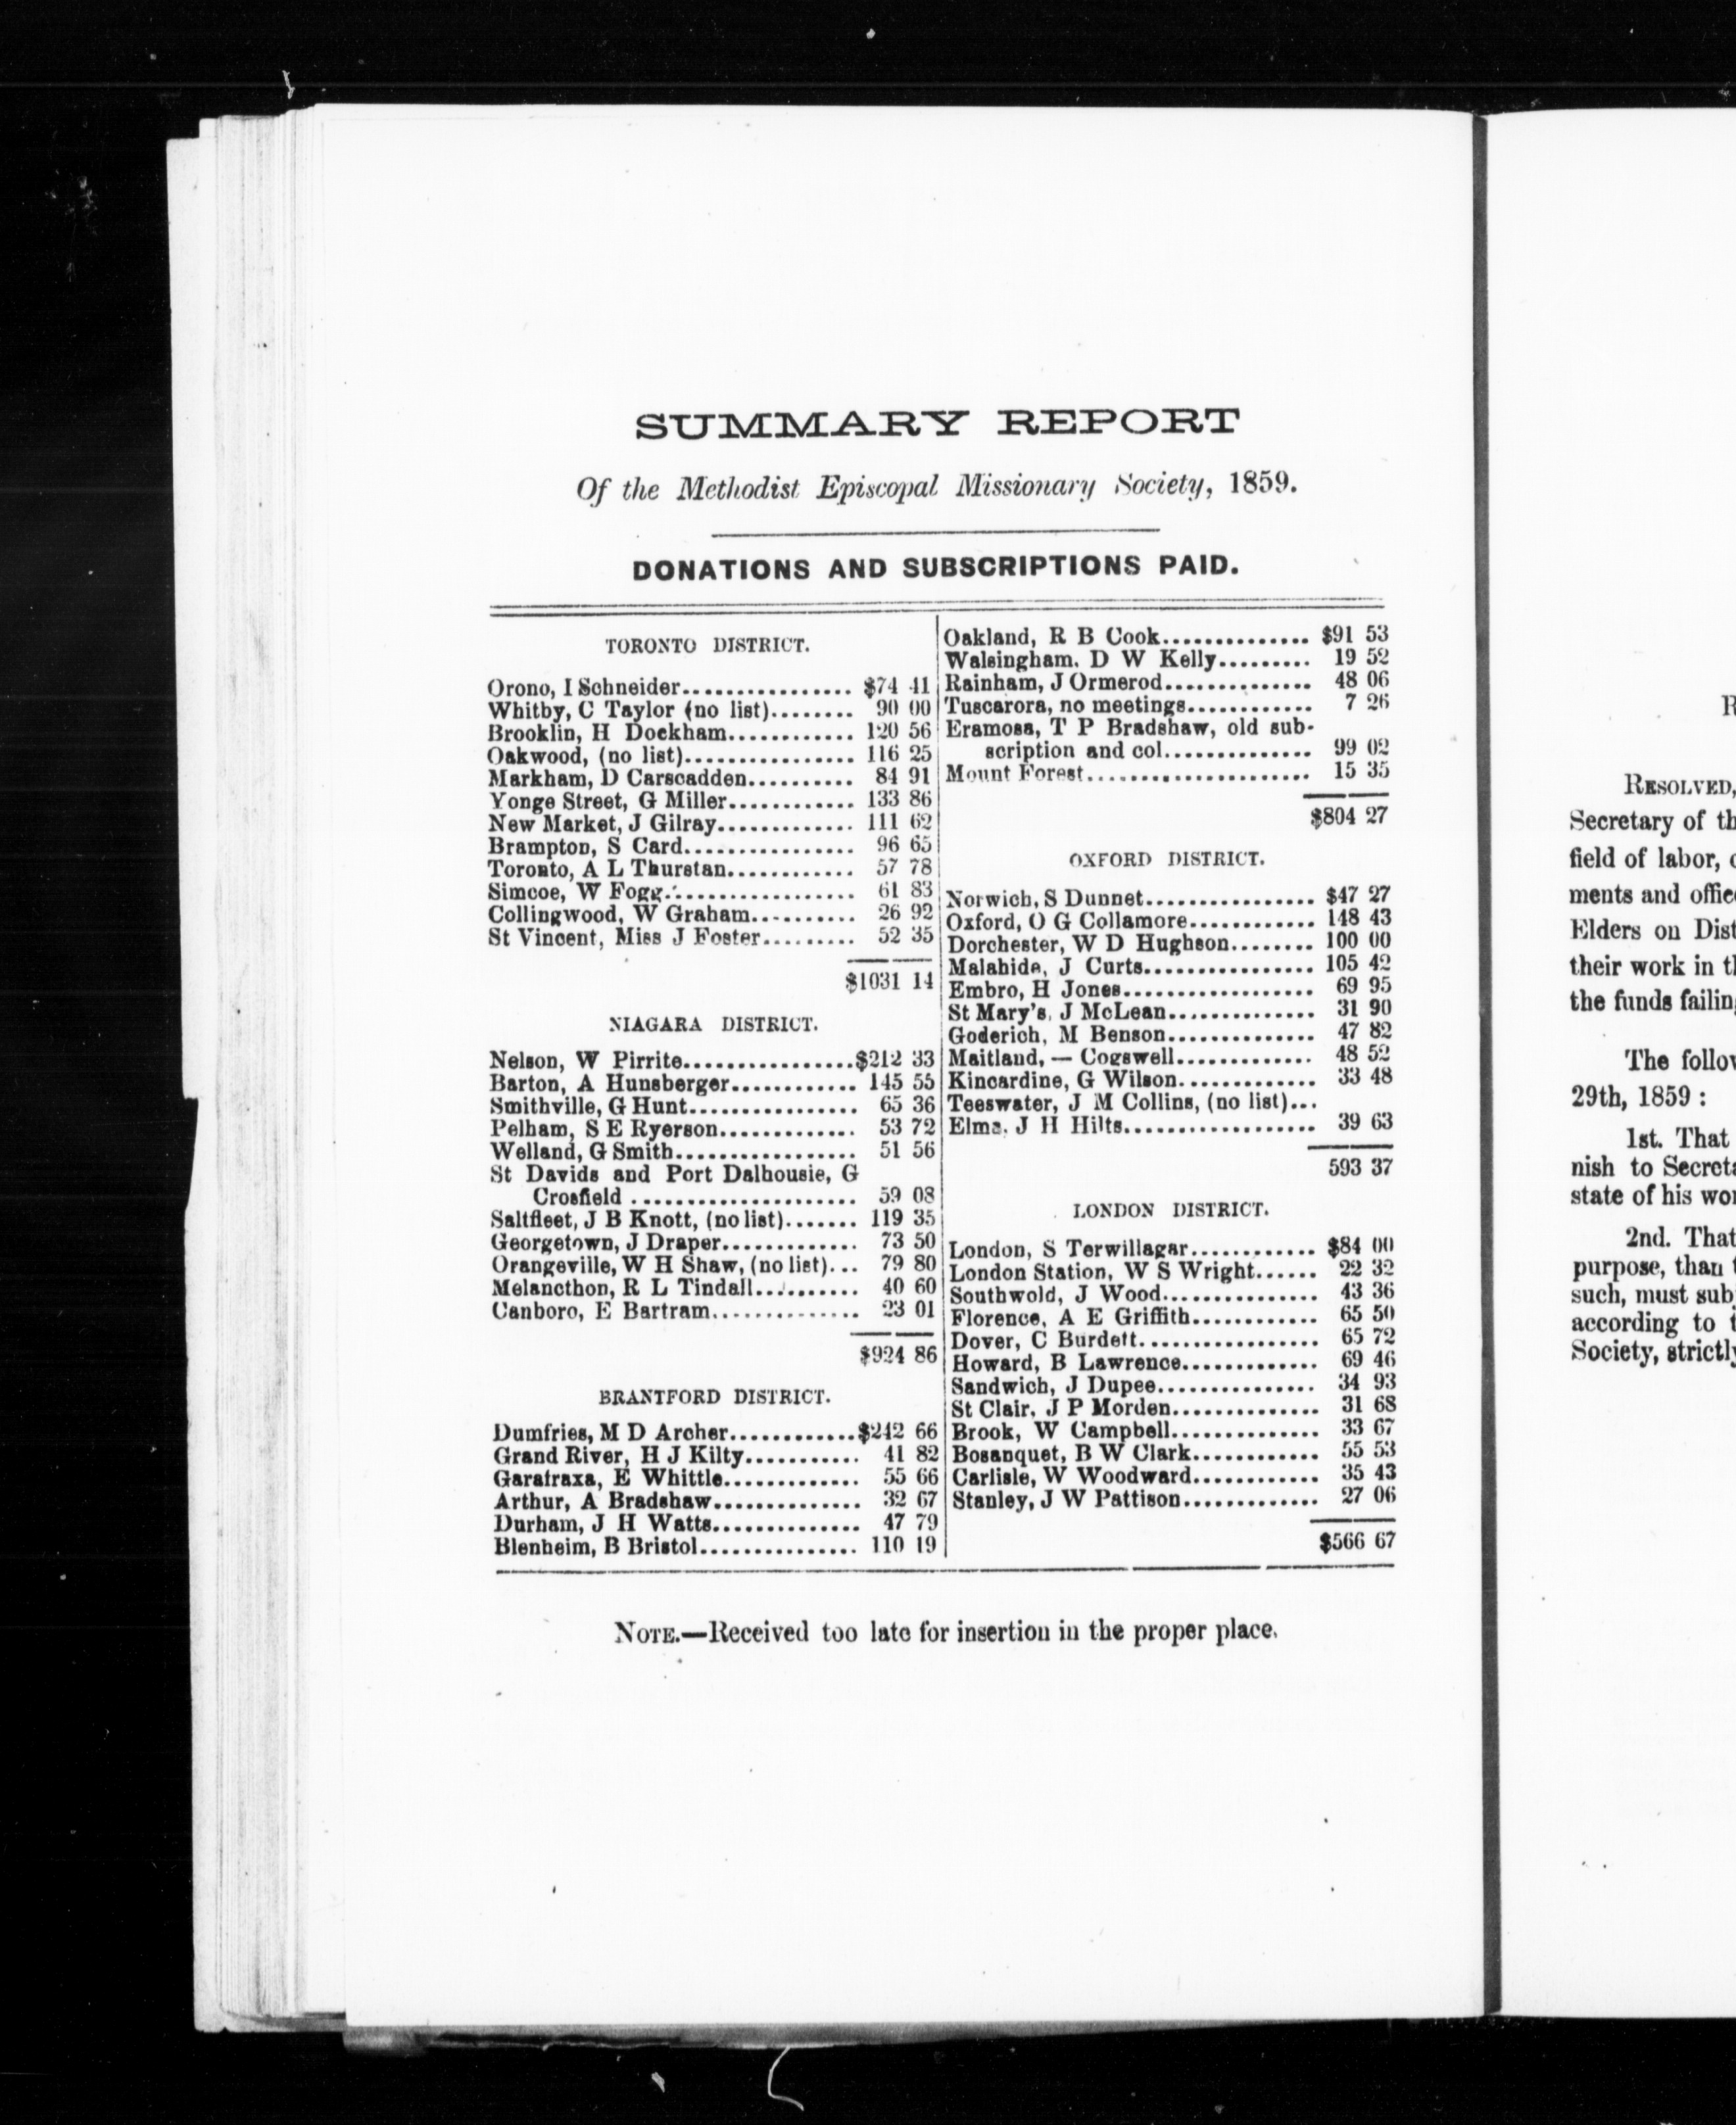 SUMMARY REPORT
Of the Methodist Episcopal Missionary Society, 1859.
DONATIONS AND SUBSCRIPTIONS PAID.
TORONTO DISTRICT.
Orono, I Schneider................ $74 41
Whitby, C Taylor (no list)........ 90 00
Brooklin, H Dockham............ 120 56
Oakwood, (no list)................ 116 25
Markham, D Carscadden.......... 84 91
Yonge Street, G Miller............ 133 86
New Market, J Gilray............. 111 62
Brampton, S Card................ 96 65
Toronto, A L Thurstan............ 57 78
Simcoe, W Fogg.................. 61 83
Collingwood, W Graham.......... 26 92
St Vincent, Miss J Foster......... 52 35
$1031 14
NIAGARA DISTRICT.
Nelson, W Pirrite................$212 33
Barton, A Hunsberger............ 145 55
Smithville, G Hunt................ 65 36
Pelham, S E Ryerson............. 53 72
Welland, G Smith................. 51 56
St Davids and Port Dalhousie, G
Crosfield ...................... 59 08
Saltfleet, J B Knott, (no list)....... 119 35
Georgetown, J Draper............. 73 50
Orangeville, W H Shaw, (no list)... 79 80
Melancthon, R L Tindall.......... 40 60
Canboro, E Bartram.............. 23 01
$924 86
BRANTFORD DISTRICT.
Dumfries, M D Archer............$242 66
Grand River, H J Kilty........... 41 82
Garafraxa, E Whittle............. 55 66
Arthur, A Bradshaw.............. 32 67
Durham, J H Watts.............. 47 79
Blenheim, B Bristol............... 110 19
Oakland, R B Cook.............. $91 53
Walsingham. D W Kelly......... 19 52
Rainham, J Ormerod.............. 48 06
Tuscarora, no meetings............ 7 26
Eramosa, T P Bradshaw, old sub-
scription and col.............. 99 02
Mount Forest...................... 15 35
$804 27
OXFORD DISTRICT.
Norwich, S Dunnet................ $47 27
Oxford, O G Collamore............ 148 43
Dorchester, W D Hughson........ 100 00
Malahide, J Curts................ 105 42
Embro, H Jones.................. 69 95
St Mary's, J McLean.............. 31 90
Goderich, M Benson.............. 47 82
Maitland, — Cogswell............. 48 52
Kincardine, G Wilson............. 33 48
Teeswater, J M Collins, (no list)...
Elma, J H Hilts................... 39 63
593 37
LONDON DISTRICT.
London, S Terwillagar............ $84 00
London Station, W S Wright...... 22 32
Southwold, J Wood............... 43 36
Florence, A E Griffith............ 65 50
Dover, C Burdett................. 65 72
Howard, B Lawrence............. 69 46
Sandwich, J Dupee............... 34 93
St Clair, J P Morden.............. 31 68
Brook, W Campbell.............. 33 67
Bosanquet, B W Clark............ 55 53
Carlisle, W Woodward............ 35 43
Stanley, J W Pattison............. 27 06
$566 67
NOTE.—Received too late for insertion in the proper place.
R
RESOLVED,
Secretary of th
field of labor,
ments and offic
Elders on Dist
their work in t
the funds failin
The follow
29th, 1859 :
1st. That
nish to Secreta
state of his wor
2nd. That
purpose, than
such, must sub
according to
Society, strictly